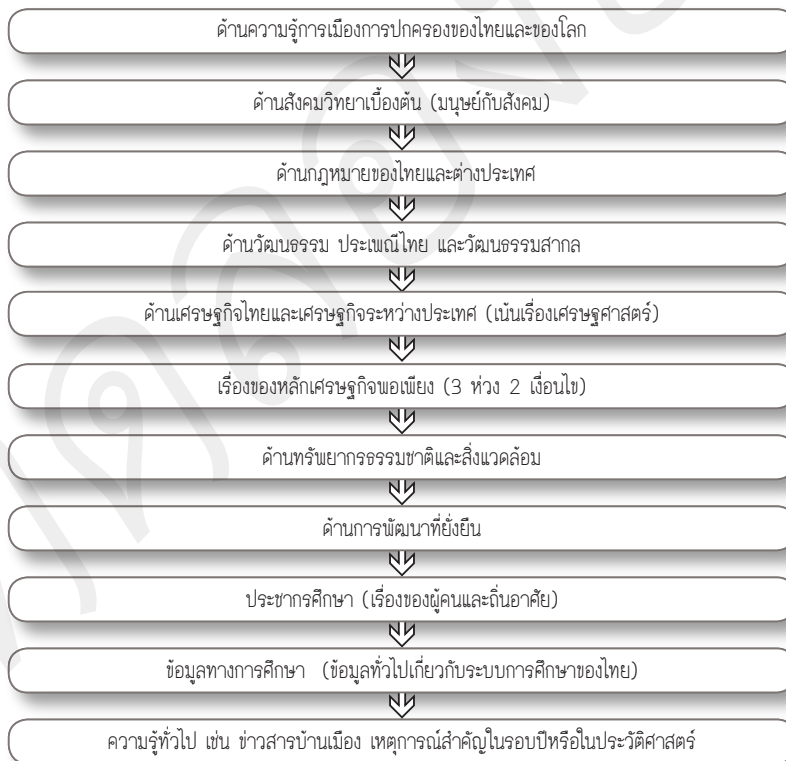 ด้านความรู้การเมืองการปกครองของไทยและของโลก
ด้านสังคมวิทยาเบื้องต้น (มนุษย์กับสังคม)
ด้านกฎหมายของไทยและต่างประเทศ
ด้านวัฒนธรรม ประเพณีไทย และวัฒนธรรมสากล
ด้านเศรษฐกิจไทยและเศรษฐกิจระหว่างประเทศ (เน้นเรื่องเศรษฐศาสตร์)
เรื่องของหลักเศรษฐกิจพอเพียง (3 ห่วง 2 เงื่อนไข)
ด้านทรัพยากรธรรมชาติและสิ่งแวดล้อม
ด้านการพัฒนาที่ยั่งยืน
ประชากรศึกษา (เรื่องของผู้คนและถิ่นอาศัย)
ข้อมูลทางการศึกษา (ข้อมูลทั่วไปเกี่ยวกับระบบการศึกษาของไทย)
ความรู้ทั่วไป เช่น ข่าวสารบ้านเมือง เหตุการณ์สำคัญในรอบปีหรือในประวัติศาสตร์